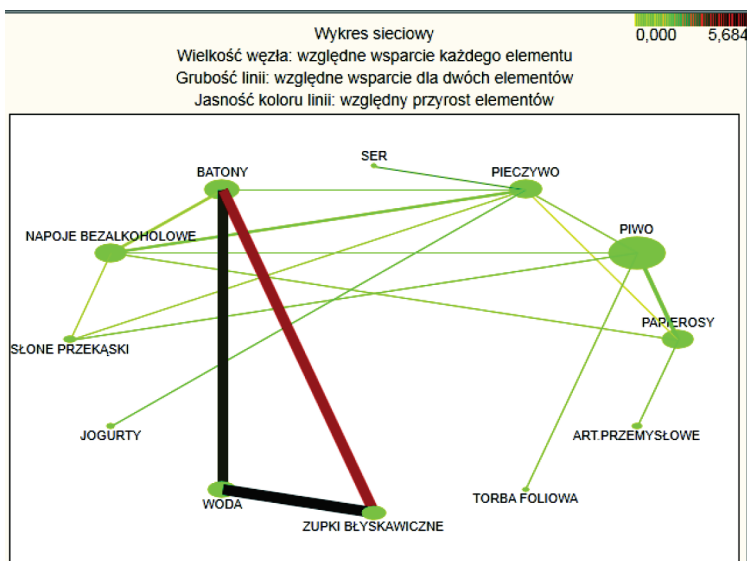 Wykres sieciowy
0,000 5,684
Wielkość węzła: względne wsparcie każdego elementu
Grubość linii: względne wsparcie dla dwóch elementów
Jasność koloru linii: względny przyrost elementów
SER
BATONY
PIECZYWO
NAPOJE BEZALKOHOLOWE
PIWO
PAPIEROSY
SŁONE PRZEKĄSKI
JOGURTY
ART.PRZEMYSŁOWE
WODA
TORBA FOLIOWA
ZUPKI BŁYSKAWICZNE